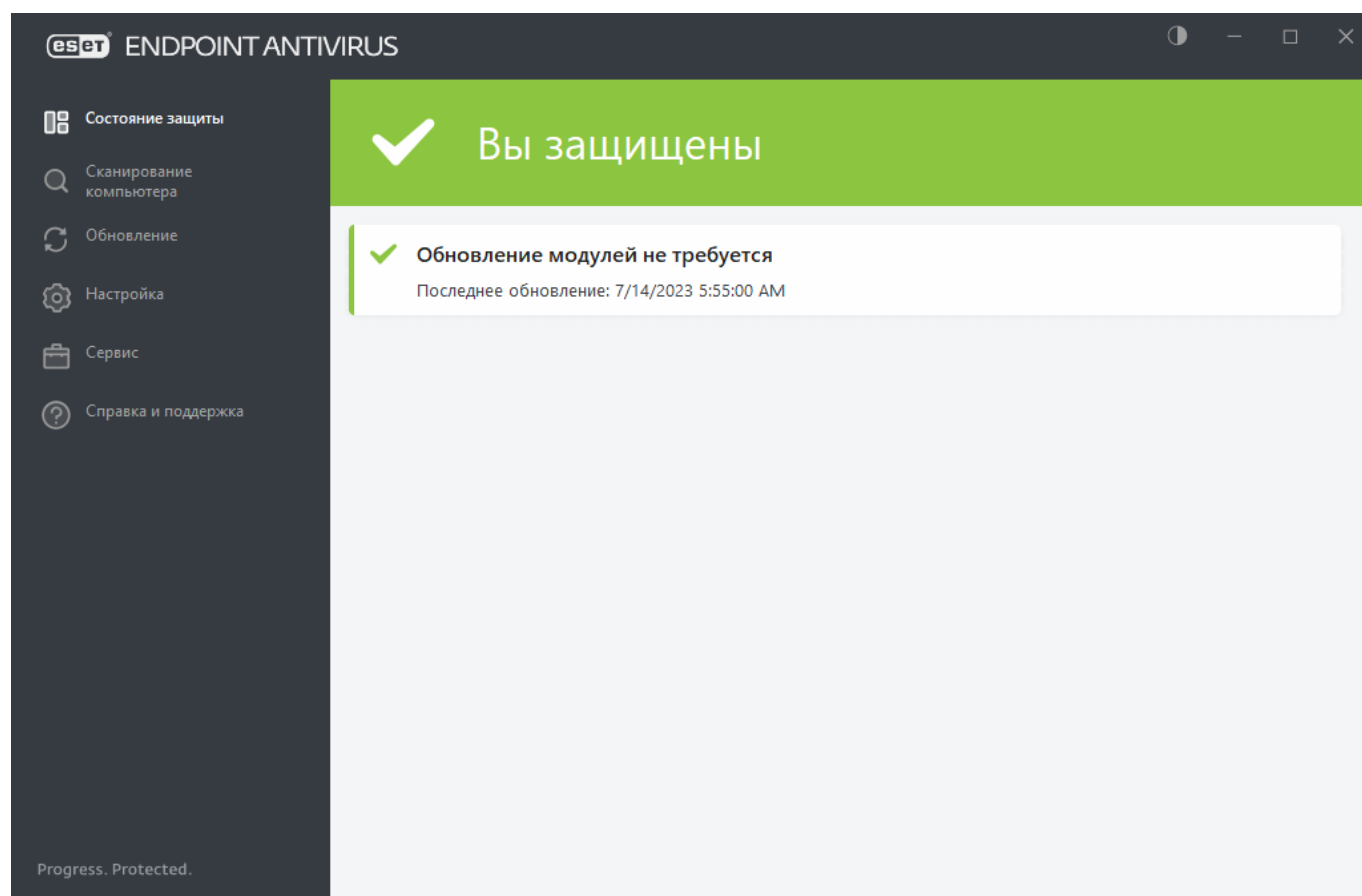 eset ENDPOINT ANTIVIRUS
Состояние защиты
Сканирование
компьютера
Обновление
Настройка
Сервис
Справка и поддержка
Progress. Protected.
Вы защищены
Обновление модулей не требуется
Последнее обновление: 7/14/2023 5:55:00 AM